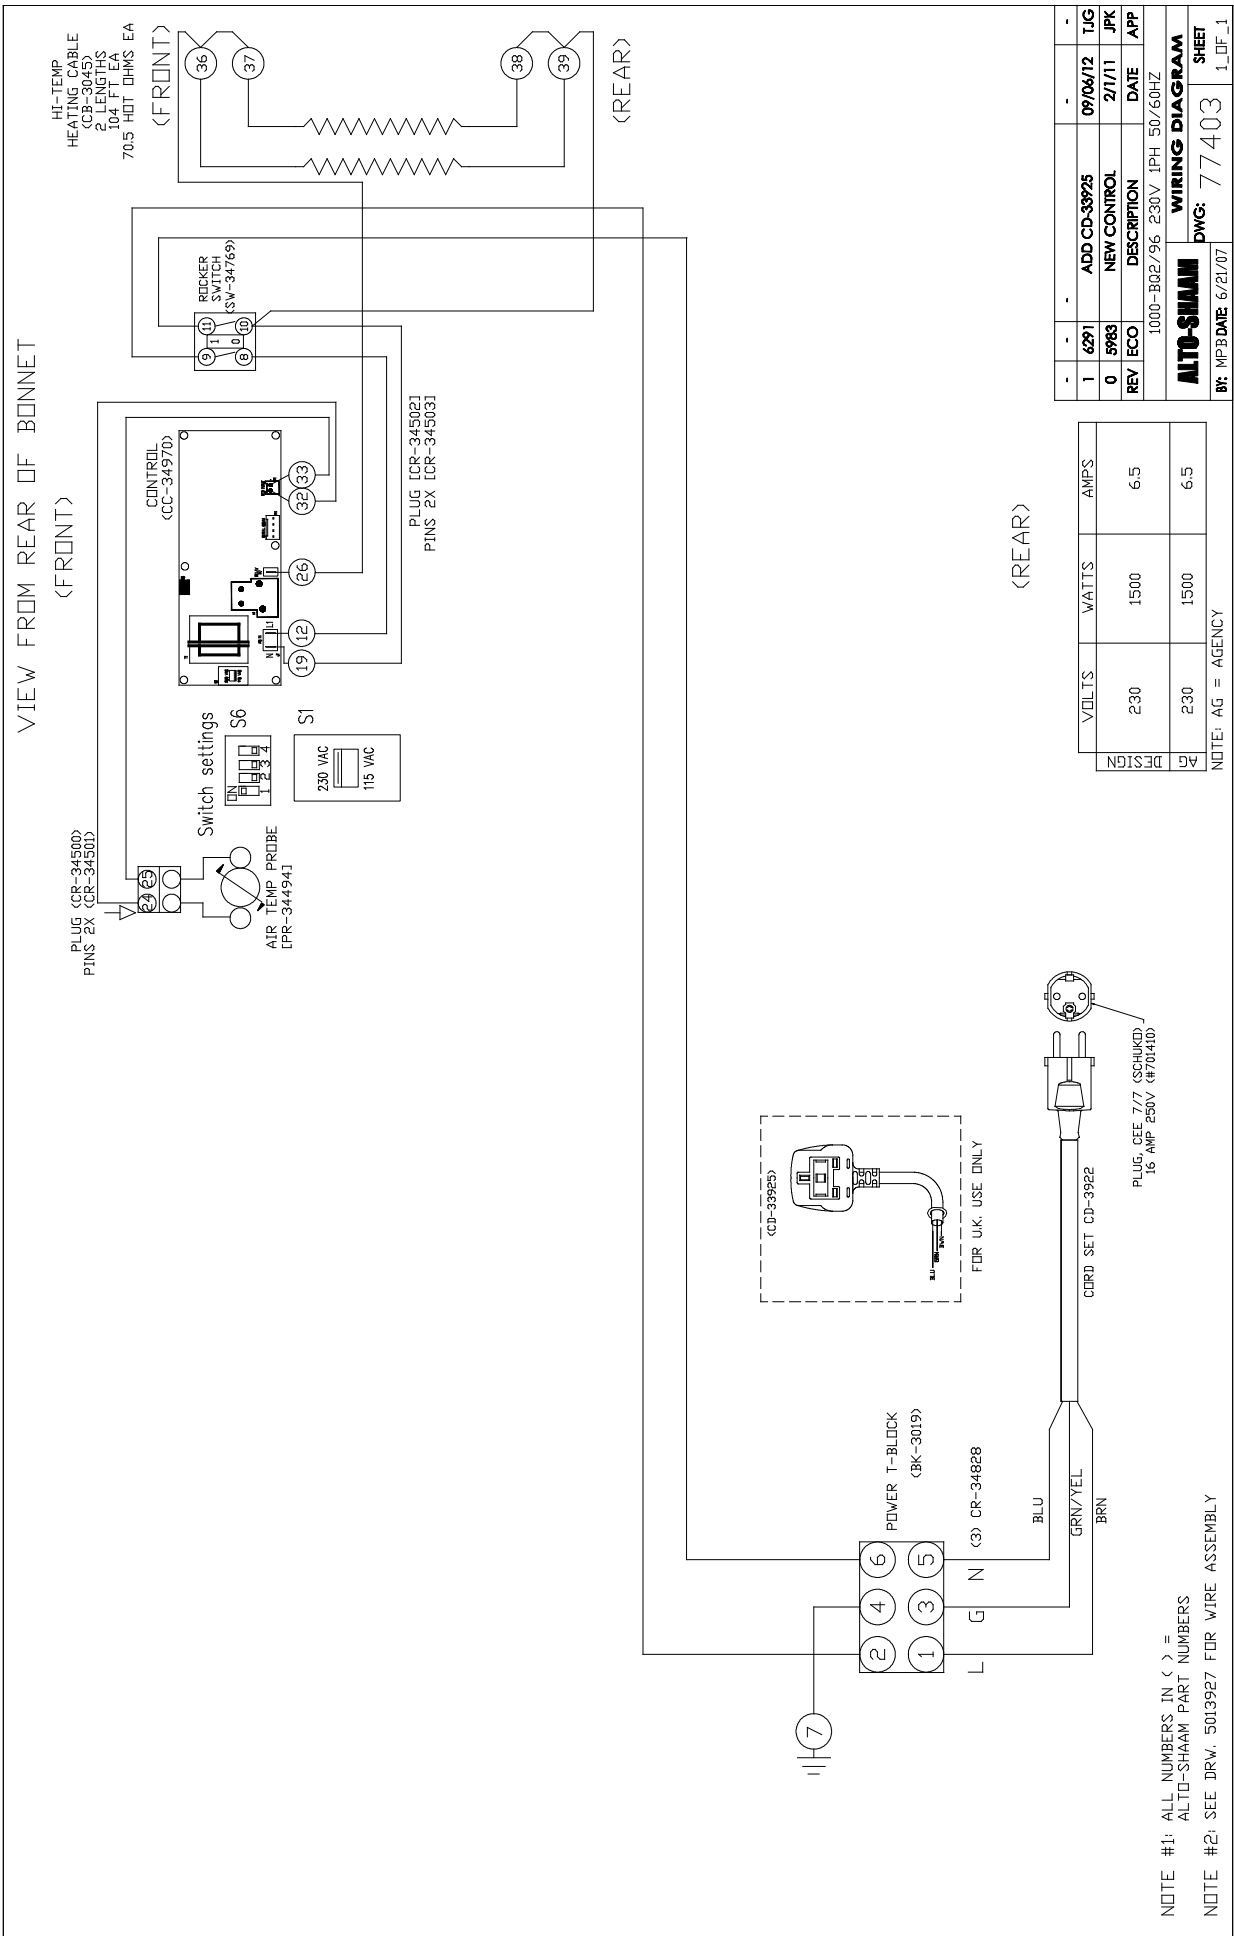 VIEW FROM REAR OF BONNET
(FRONT)
HI-TEMP
HEATING CABLE
(CB-3045)
2 LENGTHS
104 FT EA
70.5 HOT OHMS EA
(FRONT)
36
37
38
39
(REAR)
ROCKER
SWITCH
(SW-34769)
11
10
1
0
9
8
CONTROL
(CC-34970)
33
32
26
12
19
L1
N
PLUG [CR-34502]
PINS 2X [CR-34503]
Switch settings
S6
ON
1 2 3 4
S1
230 VAC
115 VAC
PLUG (CR-34500)
PINS 2X (CR-34501)
24
25
AIR TEMP PROBE
[PR-34494]
(REAR)
(CD-33925)
BLU
GRN
BWN
FOR U.K. USE ONLY
PLUG, CEE 7/7 (SCHUKO)
16 AMP 250V (#701410)
CORD SET CD-3922
POWER T-BLOCK
(BK-3019)
(3) CR-34828
6
4
2
5
3
1
L G N
BLU
GRN/YEL
BRN
7
NOTE #1: ALL NUMBERS IN ( ) =
ALTO-SHAAM PART NUMBERS
NOTE #2: SEE DRW. 5013927 FOR WIRE ASSEMBLY
VOLTS WATTS AMPS
DESIGN 230 1500 6.5
AG 230 1500 6.5
NOTE: AG = AGENCY
- - - - -
1 6291 ADD CD-33925 09/06/12 TJG
0 5983 NEW CONTROL 2/1/11 JPK
REV ECO DESCRIPTION DATE APP
1000-BQ2/96 230V 1PH 50/60HZ
ALTO-SHAAM
WIRING DIAGRAM
BY: MPB DATE: 6/21/07
DWG: 77403
SHEET
1_OF_1